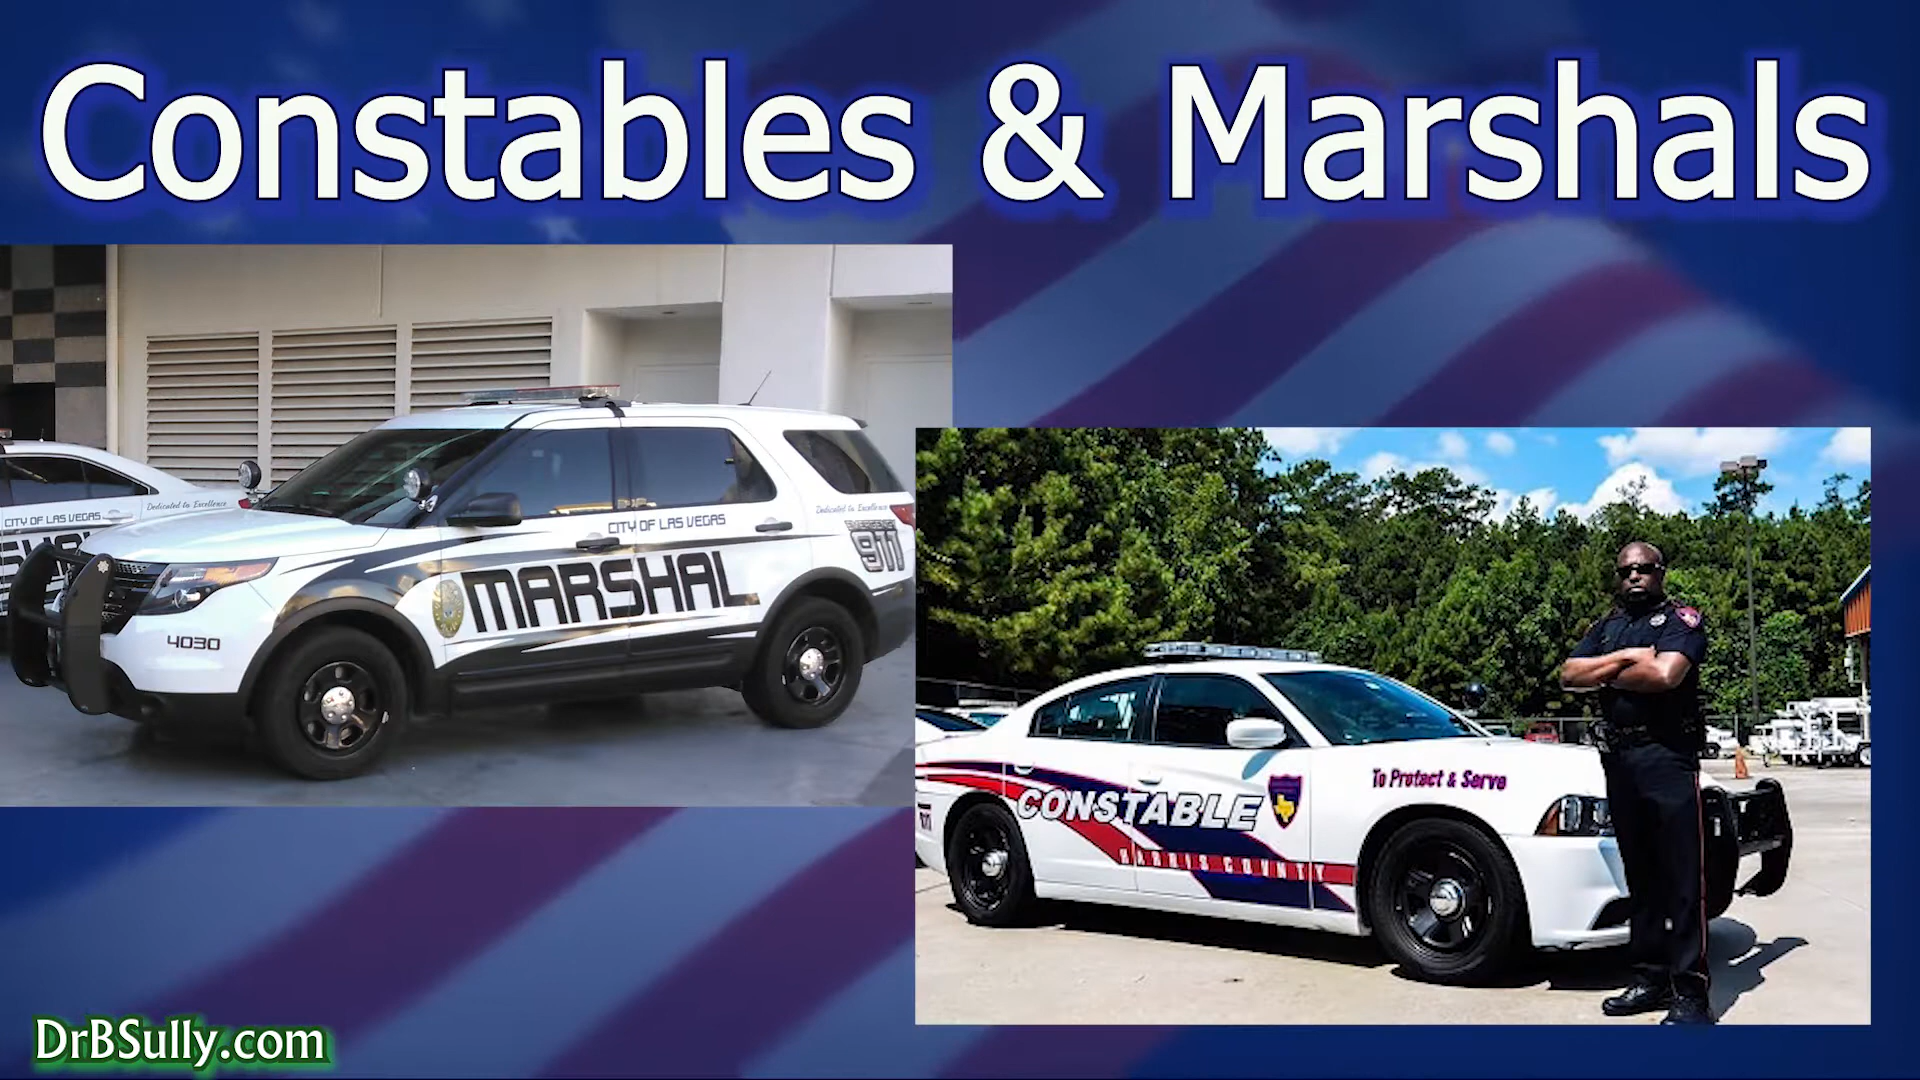 Constables & Marshals
Dedicated to Excellence
CITY OF LAS VEGAS
CITY OF LAS VEGAS
Dedicated to Excellence
911
MARSHAL
4030
To Protect & Serve
CONSTABLE
HARRIS COUNTY
DrBSully.com